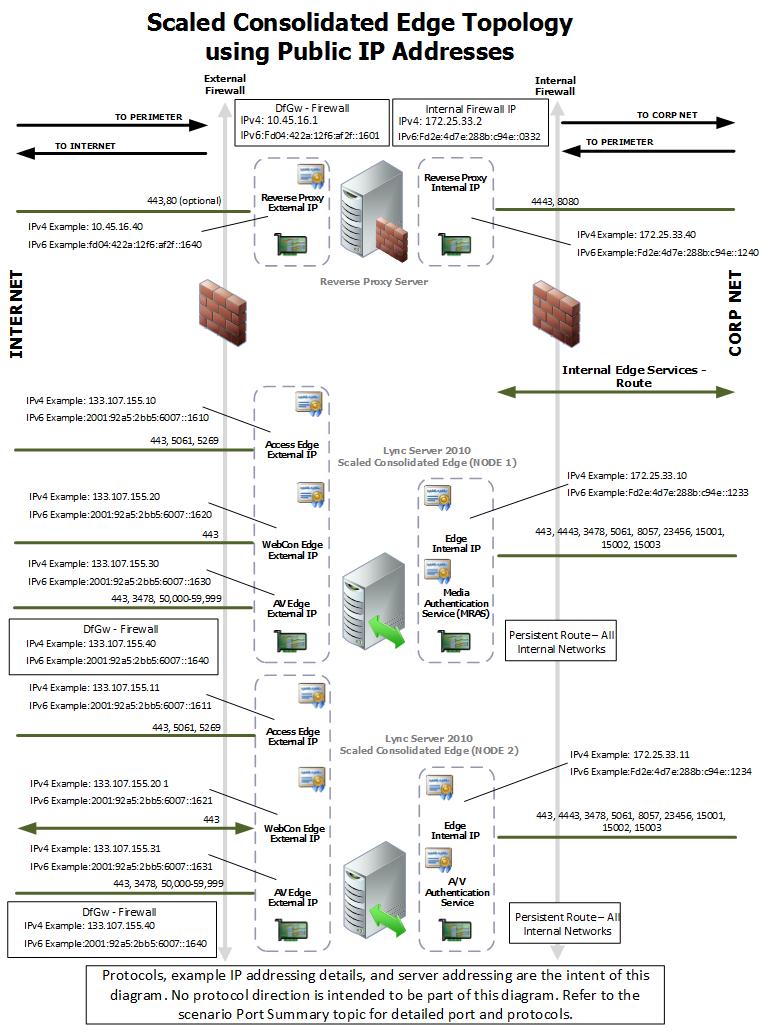 Scaled Consolidated Edge Topology
using Public IP Addresses
External
Firewall
Internal
Firewall
DfGw - Firewall
IPv4: 10.45.16.1
IPv6:Fd04:422a:12f6:af2f::1601
Internal Firewall IP
IPv4: 172.25.33.2
IPv6:Fd2e:4d7e:288b:c94e::0332
TO PERIMETER
TO INTERNET
TO CORP NET
TO PERIMETER
443,80 (optional)
IPv4 Example: 10.45.16.40
IPv6 Example:fd04:422a:12f6:af2f::1640
Reverse Proxy
External IP
Reverse Proxy
Internal IP
4443, 8080
IPv4 Example: 172.25.33.40
IPv6 Example:Fd2e:4d7e:288b:c94e::1240
Reverse Proxy Server
INTERNET
CORP NET
Internal Edge Services -
Route
IPv4 Example: 133.107.155.10
IPv6 Example:2001:92a5:2bb5:6007::1610
443, 5061, 5269
Access Edge
External IP
Lync Server 2010
Scaled Consolidated Edge (NODE 1)
IPv4 Example: 172.25.33.10
IPv6 Example:Fd2e:4d7e:288b:c94e::1233
IPv4 Example: 133.107.155.20
IPv6 Example: 2001:92a5:2bb5:6007::1620
443
WebCon Edge
External IP
Edge
Internal IP
443, 4443, 3478, 5061, 8057, 23456, 15001,
15002, 15003
IPv4 Example: 133.107.155.30
IPv6 Example:2001:92a5:2bb5:6007::1630
443, 3478, 50,000-59,999
AV Edge
External IP
Media
Authentication
Service (MRAS)
DfGw - Firewall
IPv4 Example: 133.107.155.40
IPv6 Example:2001:92a5:2bb5:6007::1640
Persistent Route – All
Internal Networks
IPv4 Example: 133.107.155.11
IPv6 Example:2001:92a5:2bb5:6007::1611
443, 5061, 5269
Access Edge
External IP
Lync Server 2010
Scaled Consolidated Edge (NODE 2)
IPv4 Example: 172.25.33.11
IPv6 Example:Fd2e:4d7e:288b:c94e::1234
IPv4 Example: 133.107.155.20 1
IPv6 Example: 2001:92a5:2bb5:6007::1621
443
WebCon Edge
External IP
Edge
Internal IP
443, 4443, 3478, 5061, 8057, 23456, 15001,
15002, 15003
IPv4 Example: 133.107.155.31
IPv6 Example:2001:92a5:2bb5:6007::1631
443, 3478, 50,000-59,999
AV Edge
External IP
A/V
Authentication
Service
DfGw - Firewall
IPv4 Example: 133.107.155.40
IPv6 Example:2001:92a5:2bb5:6007::1640
Persistent Route – All
Internal Networks
Protocols, example IP addressing details, and server addressing are the intent of this
diagram. No protocol direction is intended to be part of this diagram. Refer to the
scenario Port Summary topic for detailed port and protocols.